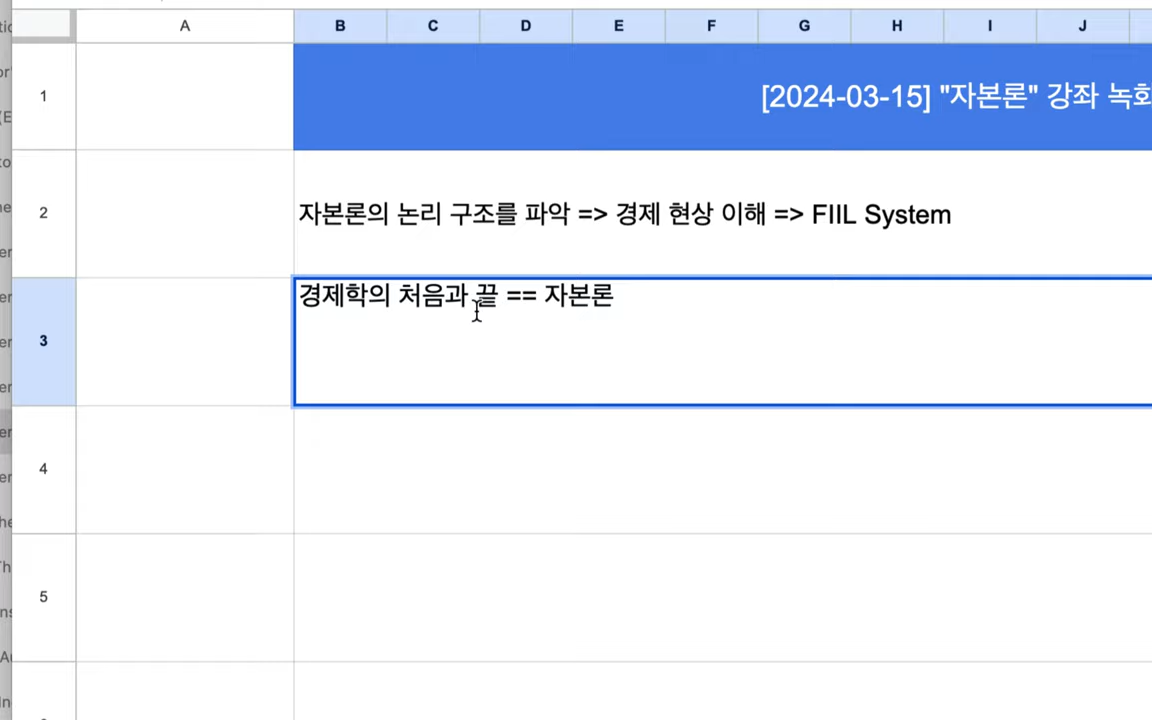 A B C D E F G H I J
1 [2024-03-15] "자본론" 강좌 녹화
2 자본론의 논리 구조를 파악 => 경제 현상 이해 => FIIL System
3 경제학의 처음과 끝 == 자본론
4
5